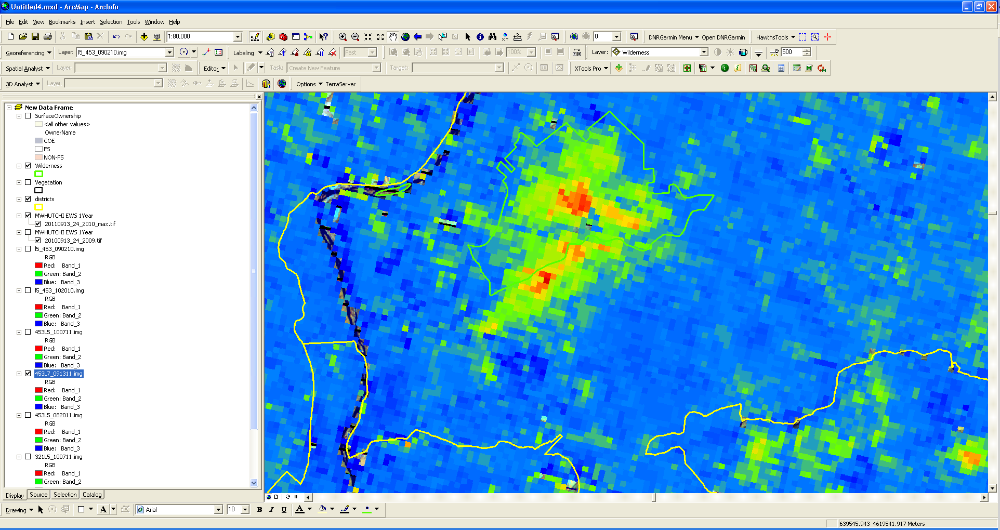 Untitled4.mxd - ArcMap - ArcInfo
File Edit View Bookmarks Insert Selection Tools Window Help
1:80,000 0 DNRGarmin Menu Open DNRGarmin HawthsTools
Georeferencing Layer: l5_453_090210.img Labeling Fast 100% Layer: Wilderness 500
Spatial Analyst Layer: Editor Task: Create New Feature Target: XTools Pro
3D Analyst Layer: Options TerraServer
New Data Frame
SurfaceOwnership
<all other values>
OwnerName
COE
FS
NON-FS
Wilderness
Vegetation
districts
MWHUTCHI EWS 1Year
20110913_24_2010_max.tif
MWHUTCHI EWS 1Year
20100913_24_2009.tif
l5_453_090210.img
RGB
Red: Band_1
Green: Band_2
Blue: Band_3
l5_453_102010.img
RGB
Red: Band_1
Green: Band_2
Blue: Band_3
453L5_100711.img
RGB
Red: Band_1
Green: Band_2
Blue: Band_3
453L7_091311.img
RGB
Red: Band_1
Green: Band_2
Blue: Band_3
453L5_082011.img
RGB
Red: Band_1
Green: Band_2
Blue: Band_3
321L5_100711.img
RGB
Red: Band_1
Green: Band_2
Display Source Selection Catalog
Drawing A Arial 10 B I U A
639545.943 4619541.917 Meters